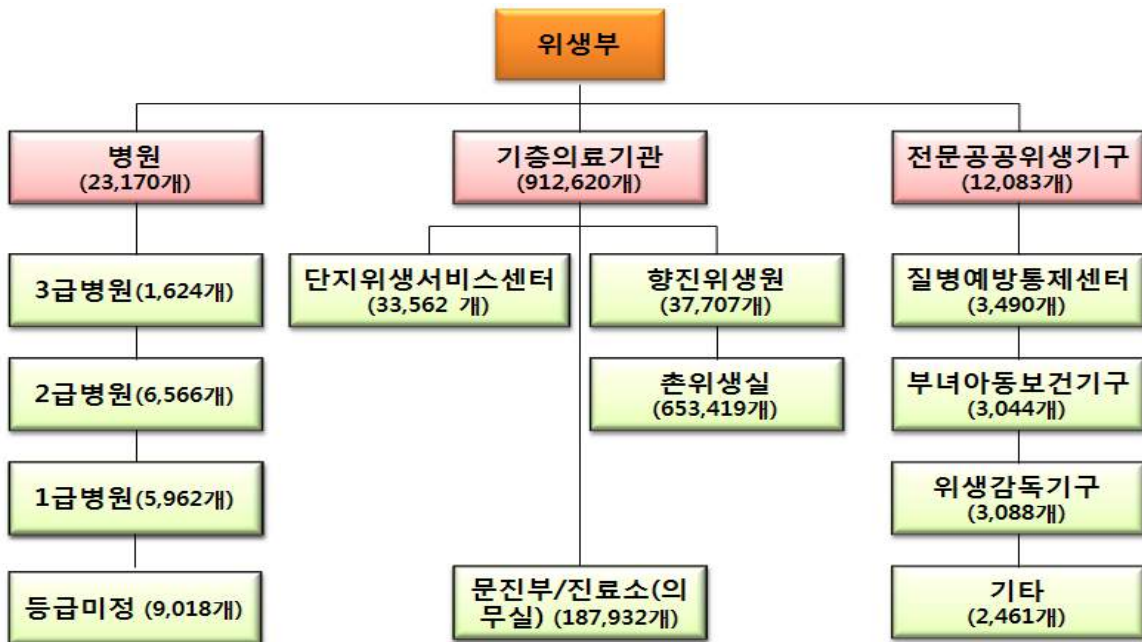 위생부
병원
(23,170개)
기층의료기관
(912,620개)
전문공공위생기구
(12,083개)
3급병원(1,624개)
단지위생서비스센터
(33,562 개)
향진위생원
(37,707개)
질병예방통제센터
(3,490개)
2급병원(6,566개)
촌위생실
(653,419개)
부녀아동보건기구
(3,044개)
1급병원(5,962개)
위생감독기구
(3,088개)
등급미정 (9,018개)
문진부/진료소(의
무실) (187,932개)
기타
(2,461개)